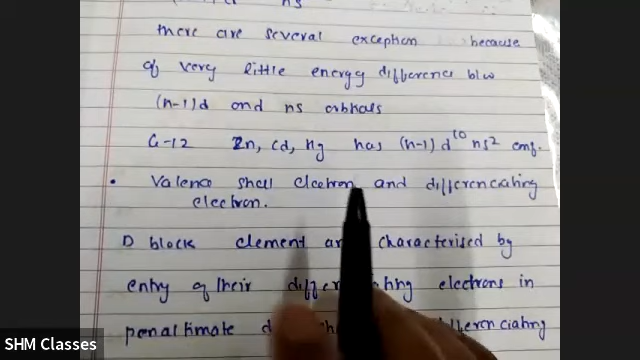 ns
there are several exception because
of very little energy difference b/w
(n-1)d and ns orbitals
G-12 Zn, Cd, Hg has (n-1) d¹⁰ ns² conf.
• Valence shell electron and differenciating
electron.
D block element are characterised by
entry of their electrons in
penaltimate differenciating
SHM Classes